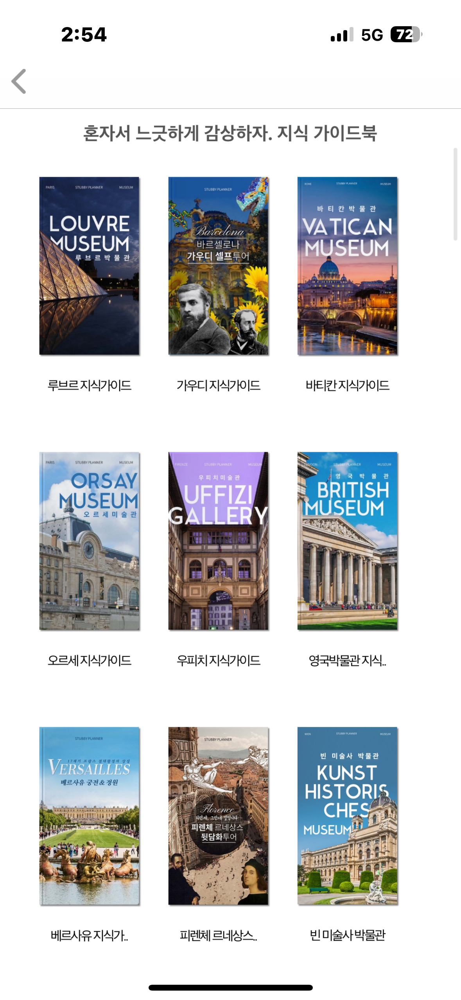 2:54 5G 72
혼자서 느긋하게 감상하자. 지식 가이드북
PARIS STUBBY PLANNER MUSEUM
LOUVRE
MUSEUM
루브르박물관
STUBBY PLANNER
Barcelona
바르셀로나
가우디 셀프투어
ROME STUBBY PLANNER MUSEUM
바티칸박물관
VATICAN
MUSEUM
루브르 지식가이드
가우디 지식가이드
바티칸 지식가이드
PARIS STUBBY PLANNER MUSEUM
ORSAY
MUSEUM
오르세미술관
FIRENZE STUBBY PLANNER MUSEUM
우피치미술관
UFFIZI
GALLERY
LONDON STUBBY PLANNER MUSEUM
영국박물관
BRITISH
MUSEUM
오르세 지식가이드
우피치 지식가이드
영국박물관 지식..
STUBBY PLANNER
17세기 프랑스 절대왕정의 상징
VERSAILLES
베르사유 궁전 & 정원
STUBBY PLANNER
Florence
피렌체, 그런데 말입니다...
피렌체 르네상스
뒷담화투어
WIEN STUBBY PLANNER MUSEUM
빈 미술사 박물관
KUNST
HISTORIS
CHES
MUSEUM
베르사유 지식가..
피렌체 르네상스..
빈 미술사 박물관